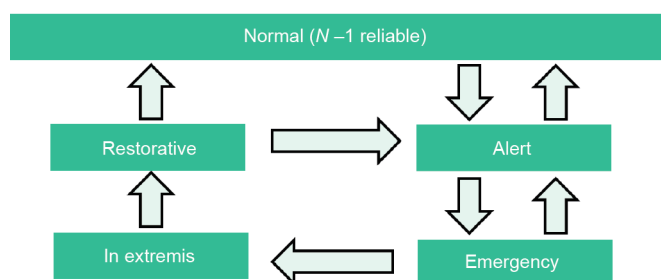 Normal (N –1 reliable)
Restorative
Alert
In extremis
Emergency